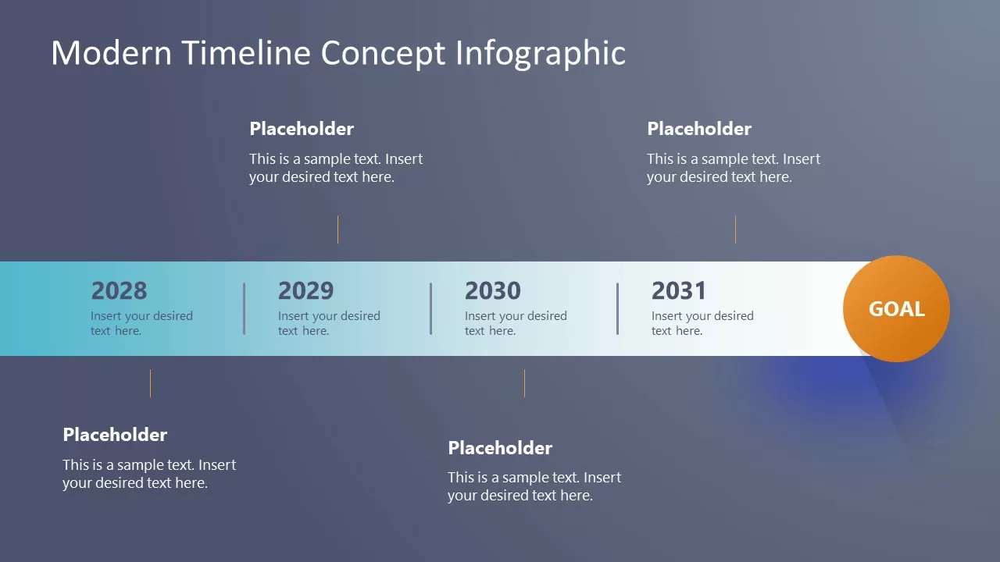 Modern Timeline Concept Infographic
Placeholder
This is a sample text. Insert
your desired text here.
Placeholder
This is a sample text. Insert
your desired text here.
2028
Insert your desired
text here.
2029
Insert your desired
text here.
2030
Insert your desired
text here.
2031
Insert your desired
text here.
GOAL
Placeholder
This is a sample text. Insert
your desired text here.
Placeholder
This is a sample text. Insert
your desired text here.